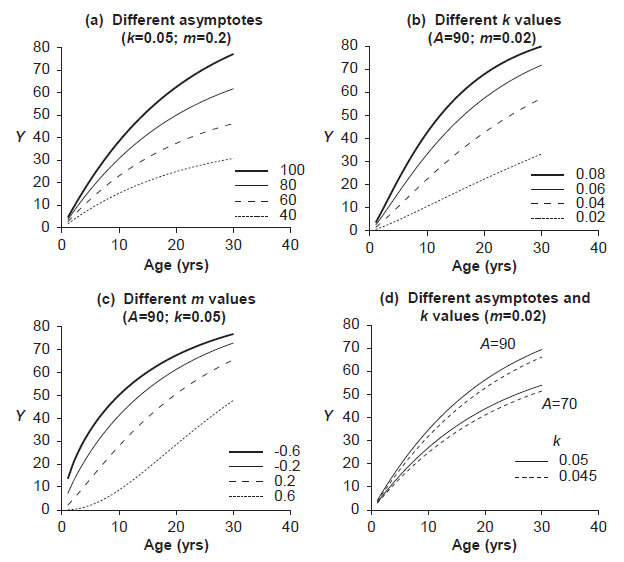 (a) Different asymptotes
(k=0.05; m=0.2)
80
70
60
50
Y 40
30
20
10
0
0 10 20 30 40
Age (yrs)
100
80
60
40
(b) Different k values
(A=90; m=0.02)
80
70
60
50
Y 40
30
20
10
0
0 10 20 30 40
Age (yrs)
0.08
0.06
0.04
0.02
(c) Different m values
(A=90; k=0.05)
80
70
60
50
Y 40
30
20
10
0
0 10 20 30 40
Age (yrs)
-0.6
-0.2
0.2
0.6
(d) Different asymptotes and
k values (m=0.02)
80
70
60
50
Y 40
30
20
10
0
0 10 20 30 40
Age (yrs)
A=90
A=70
k
0.05
0.045